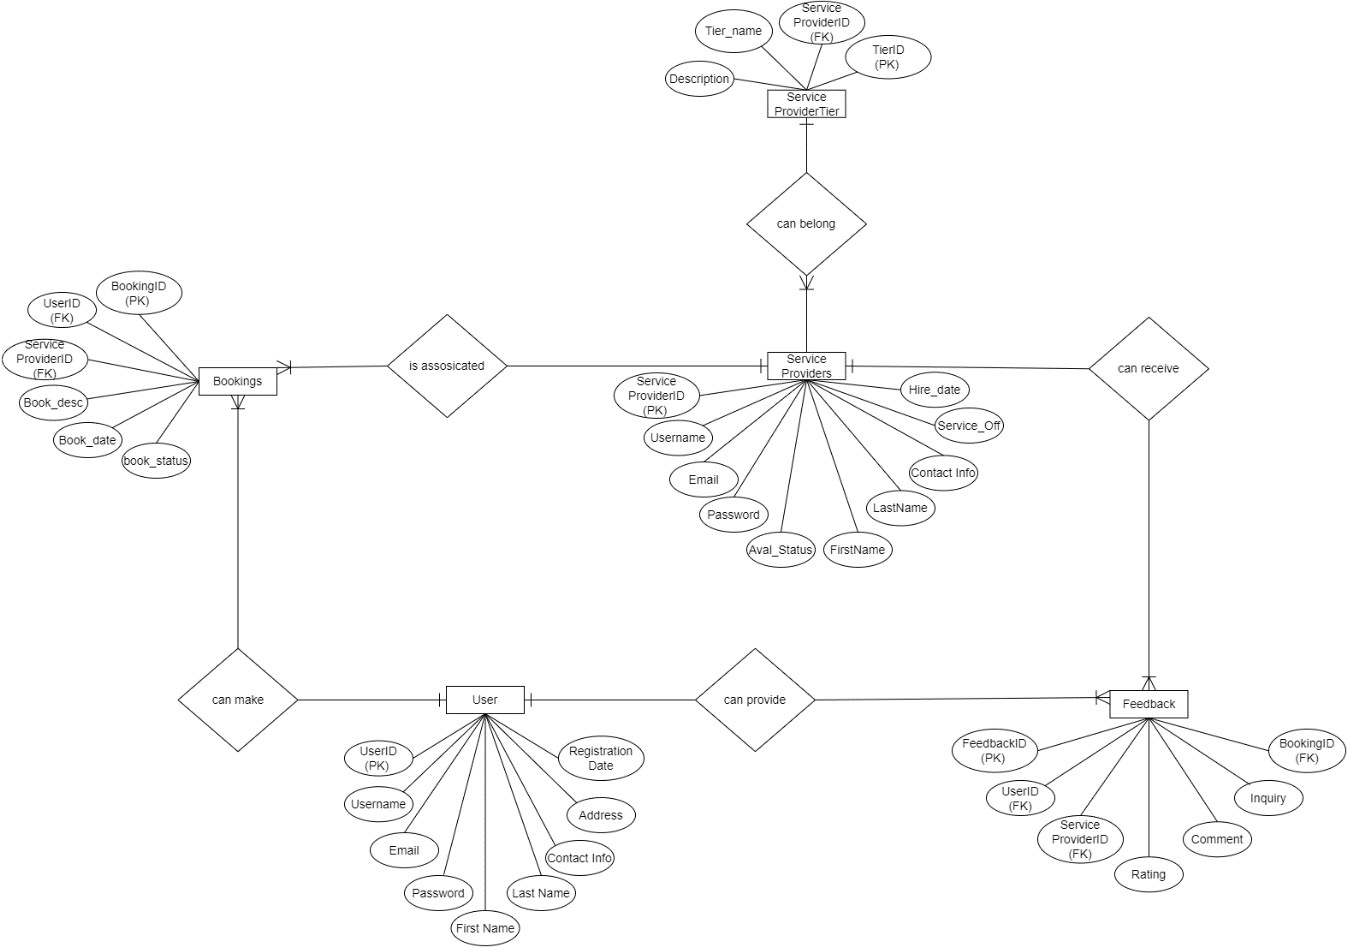 Service
ProviderID
(FK)
Tier_name
TierID
(PK)
Description
Service
ProviderTier
can belong
BookingID
(PK)
UserID
(FK)
Service
ProviderID
(FK)
Bookings
Book_desc
Book_date
book_status
is assosicated
Service
Providers
can receive
Service
ProviderID
(PK)
Hire_date
Username
Service_Off
Email
Contact Info
Password
LastName
Aval_Status
FirstName
can make
User
can provide
Feedback
UserID
(PK)
Registration
Date
Username
Address
Email
Contact Info
Password
Last Name
First Name
FeedbackID
(PK)
BookingID
(FK)
UserID
(FK)
Inquiry
Service
ProviderID
(FK)
Comment
Rating